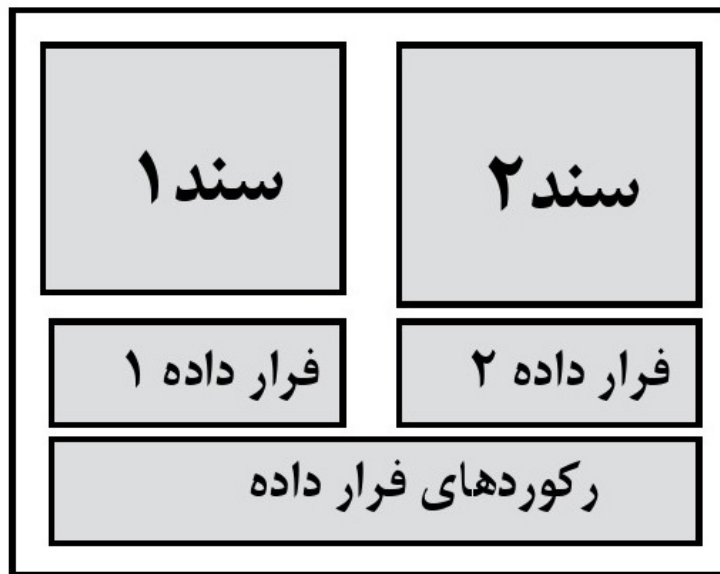 سند۱
سند۲
فرار داده ۱
فرار داده ۲
رکوردهای فرار داده